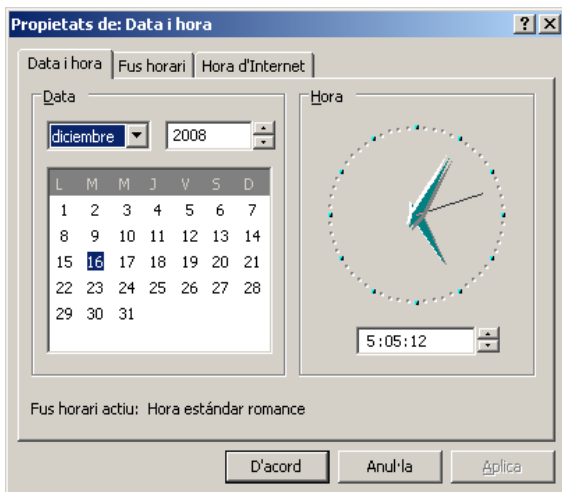 Propietats de: Data i hora
Data i hora Fus horari Hora d'Internet
Data
diciembre 2008
L M M J V S D
1 2 3 4 5 6 7
8 9 10 11 12 13 14
15 16 17 18 19 20 21
22 23 24 25 26 27 28
29 30 31
Hora
5:05:12
Fus horari actiu: Hora estándar romance
D'acord Anul·la Aplica